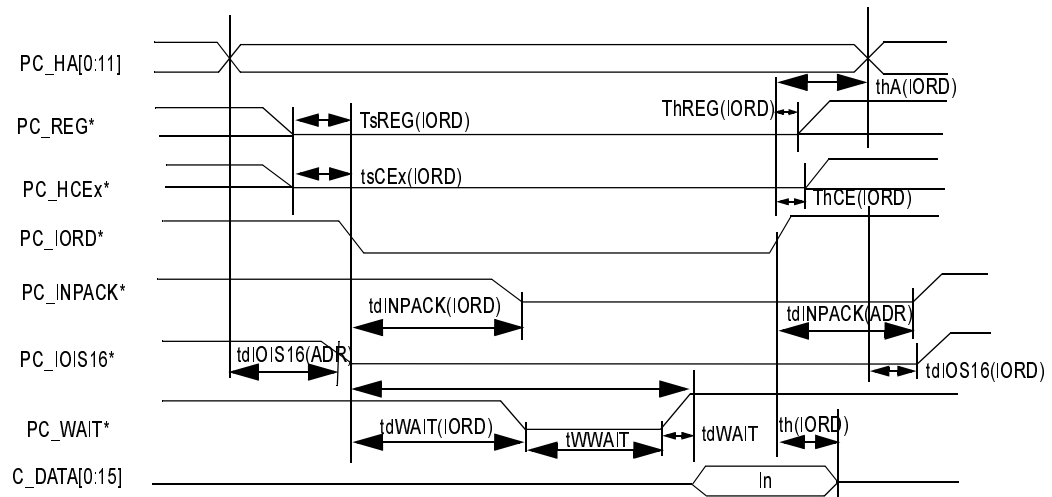 PC_HA[0:11]
thA(IORD)
PC_REG*
TsREG(IORD)
ThREG(IORD)
PC_HCEx*
tsCEx(IORD)
ThCE(IORD)
PC_IORD*
PC_INPACK*
tdINPACK(IORD)
tdINPACK(ADR)
PC_IOIS16*
tdIOIS16(ADR)
tdIOS16(IORD)
PC_WAIT*
tdWAIT(IORD)
tWWAIT
tdWAIT
th(IORD)
C_DATA[0:15]
In